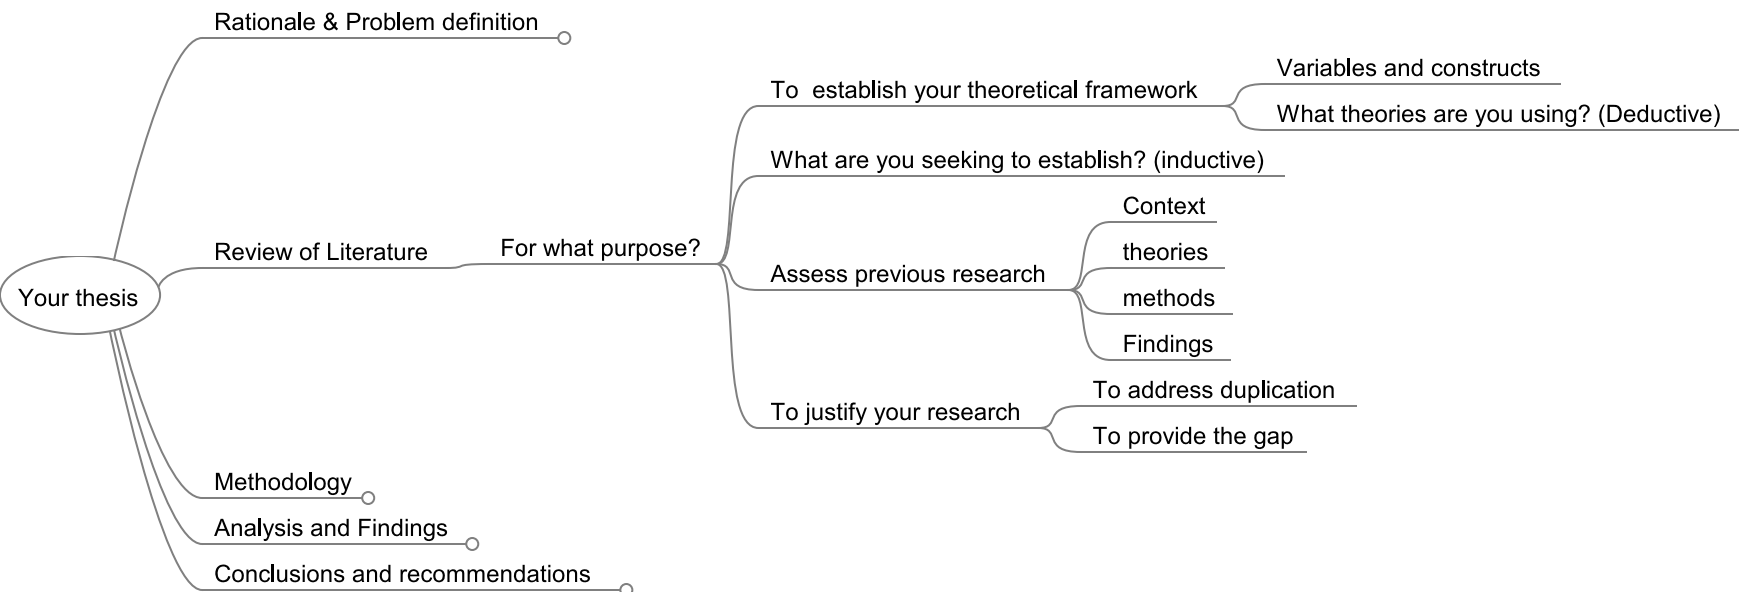 Rationale & Problem definition
Variables and constructs
To establish your theoretical framework
What theories are you using? (Deductive)
What are you seeking to establish? (inductive)
Context
Review of Literature
For what purpose?
theories
Assess previous research
Your thesis
methods
Findings
To address duplication
To justify your research
To provide the gap
Methodology
Analysis and Findings
Conclusions and recommendations